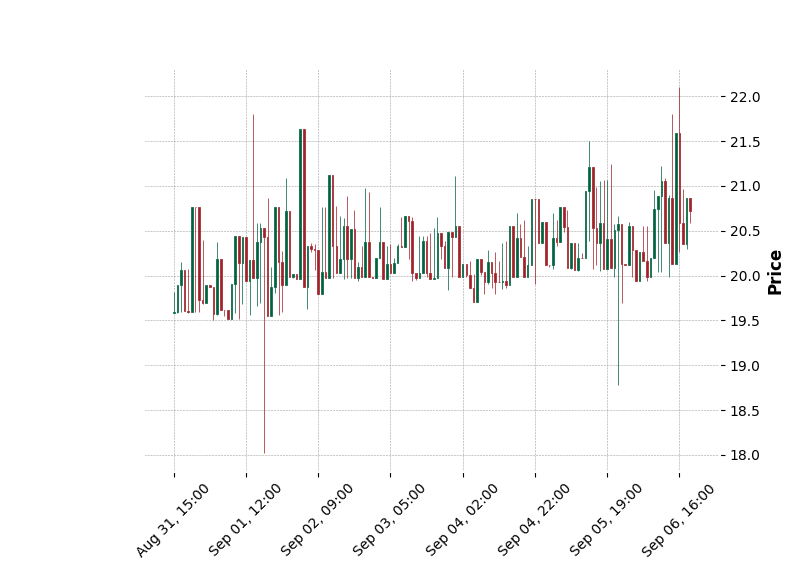 22.0
21.5
21.0
20.5
20.0
19.5
19.0
18.5
18.0
Price
Aug 31, 15:00
Sep 01, 12:00
Sep 02, 09:00
Sep 03, 05:00
Sep 04, 02:00
Sep 04, 22:00
Sep 05, 19:00
Sep 06, 16:00